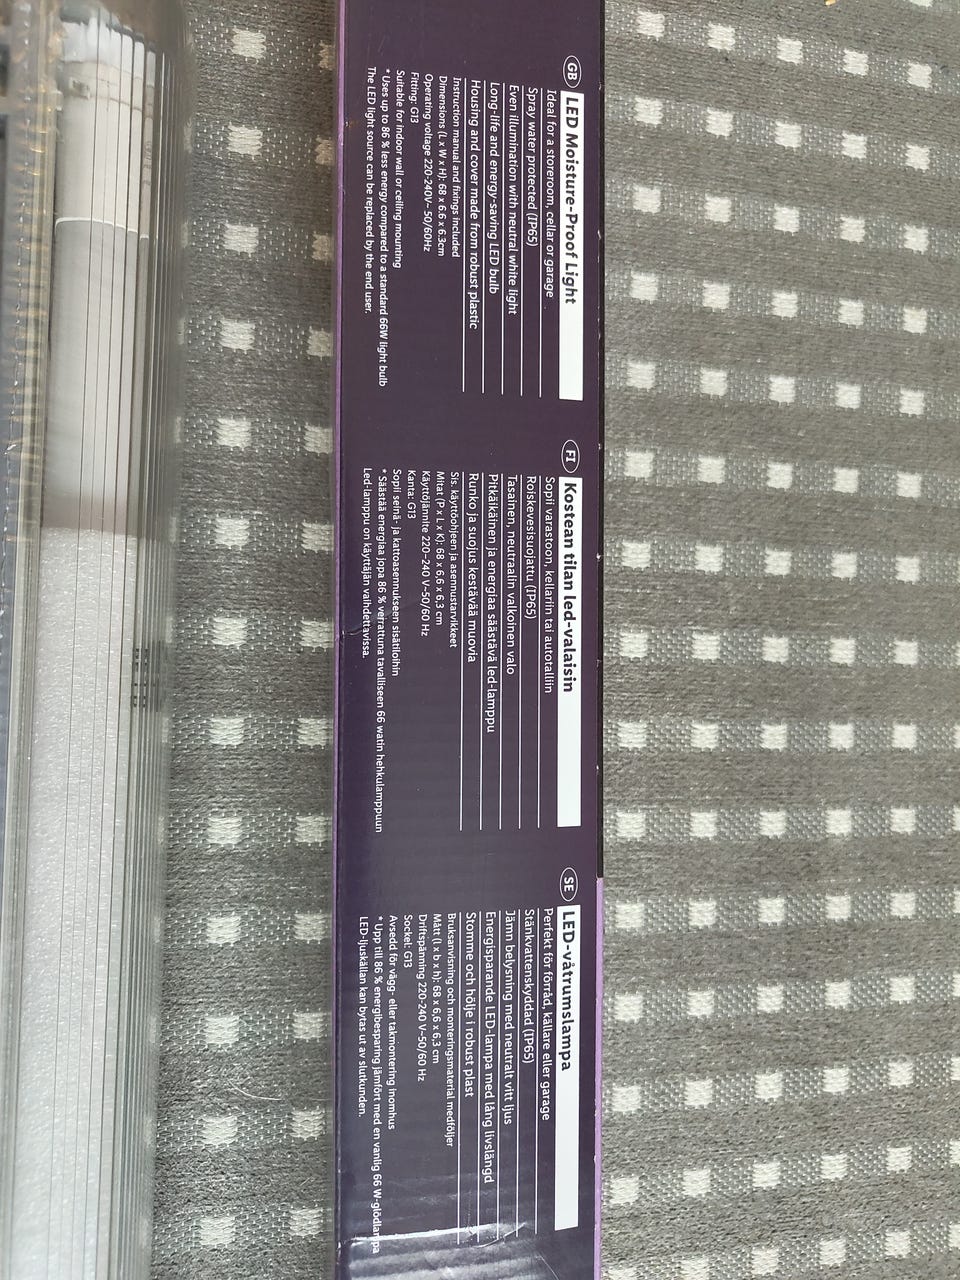 GB LED Moisture-Proof Light
Ideal for a storeroom, cellar or garage
Spray water protected (IP65)
Even illumination with neutral white light
Long-life and energy-saving LED bulb
Housing and cover made from robust plastic
Instruction manual and fixings included
Dimensions (L x W x H): 68 x 6.6 x 6.3cm
Operating voltage 220-240V~ 50/60Hz
Fitting: G13
Suitable for indoor wall or ceiling mounting
* Uses up to 86 % less energy compared to a standard 66W light bulb
The LED light source can be replaced by the end user.
FI Kostean tilan led-valaisin
Sopii varastoon, kellariin tai autotalliin
Roiskevesisuojattu (IP65)
Tasainen, neutraalin valkoinen valo
Pitkäikäinen ja energiaa säästävä led-lamppu
Runko ja suojus kestävää muovia
Sis. käyttöohjeen ja asennustarvikkeet
Mitat (P x L x K): 68 x 6,6 x 6,3 cm
Käyttöjännite 220–240 V~50/60 Hz
Kanta: G13
Sopii seinä- ja kattoasennukseen sisätiloihin
* Säästää energiaa jopa 86 % verrattuna tavalliseen 66 watin hehkulamppuun
Led-lamppu on käyttäjän vaihdettavissa.
SE LED-våtrumslampa
Perfekt för förråd, källare eller garage
Stänkvattenskyddad (IP65)
Jämn belysning med neutralt vitt ljus
Energisparande LED-lampa med lång livslängd
Stomme och hölje i robust plast
Bruksanvisning och monteringsmaterial medföljer
Mått (l x b x h): 68 x 6,6 x 6,3 cm
Driftspänning 220-240 V~50/60 Hz
Sockel: G13
Avsedd för vägg- eller takmontering inomhus
* Upp till 86 % energibesparing jämfört med en vanlig 66 W-glödlampa
LED-ljuskällan kan bytas ut av slutkunden.